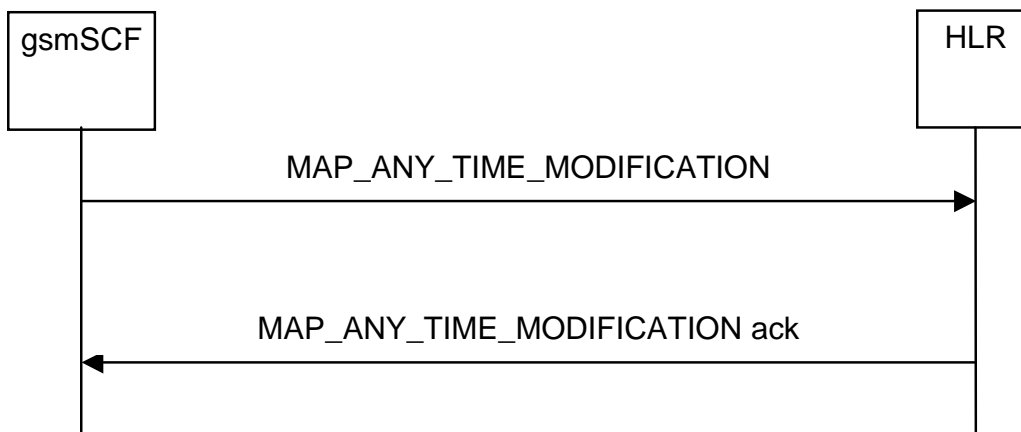 gsmSCF
HLR
MAP_ANY_TIME_MODIFICATION
MAP_ANY_TIME_MODIFICATION ack